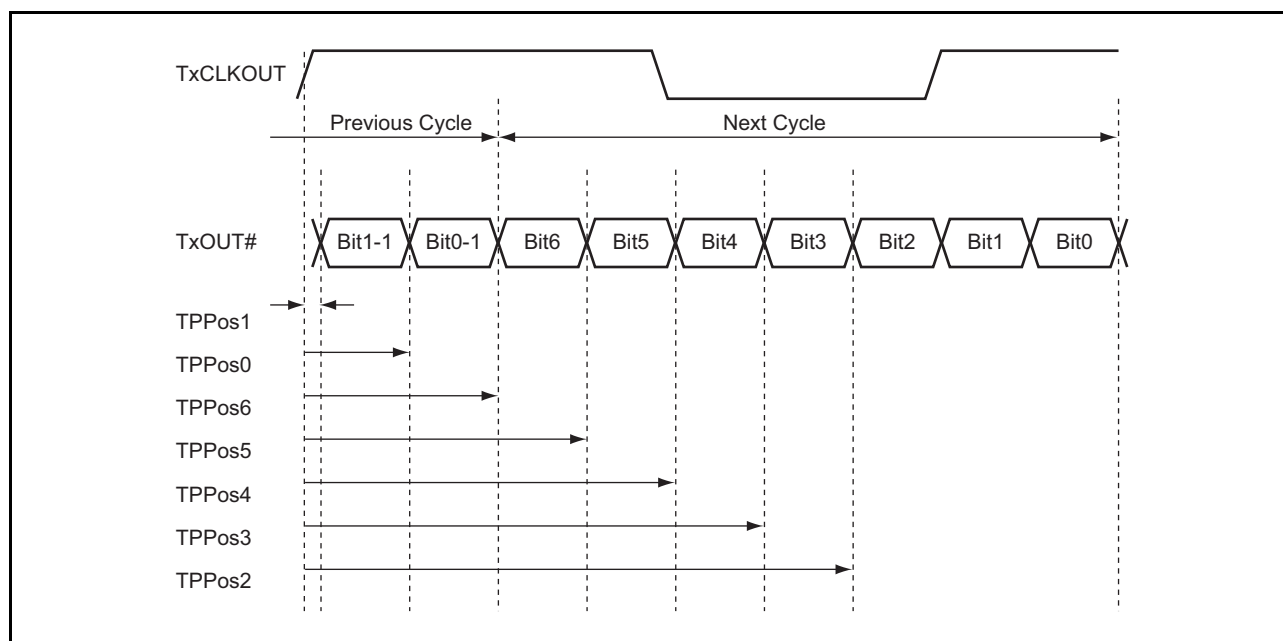 TxCLKOUT
Previous Cycle Next Cycle
TxOUT# Bit1-1 Bit0-1 Bit6 Bit5 Bit4 Bit3 Bit2 Bit1 Bit0
TPPos1
TPPos0
TPPos6
TPPos5
TPPos4
TPPos3
TPPos2